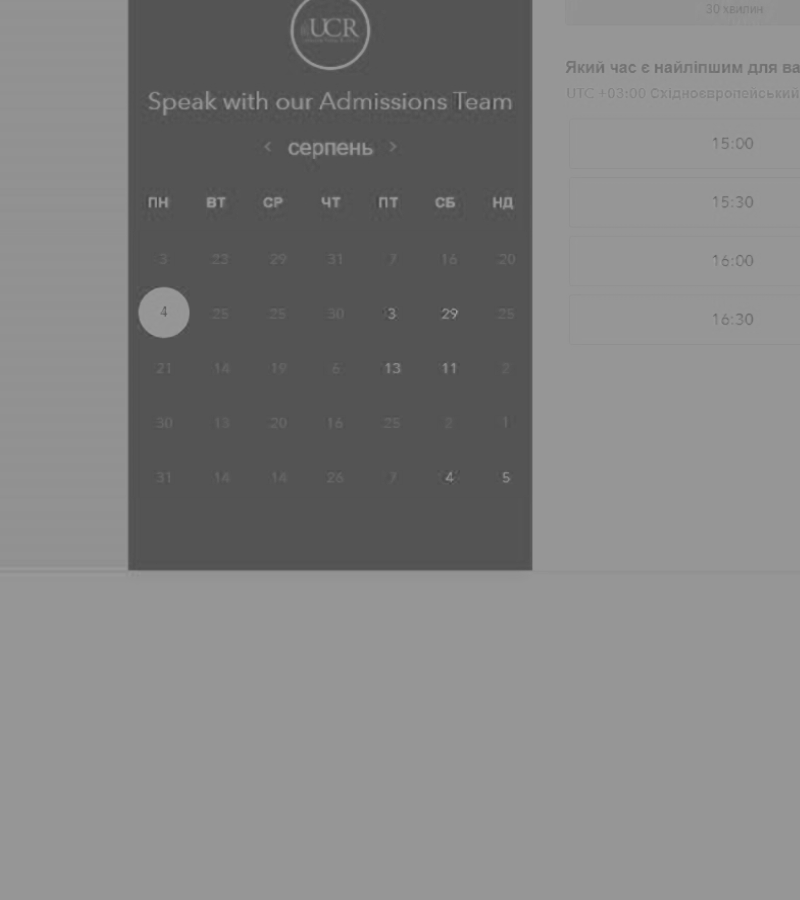 UCR
Speak with our Admissions Team
< серпень >
ПН ВТ СР ЧТ ПТ СБ НД
3 23 29 31 7 16 20
4 25 25 30 3 29 25
21 14 19 6 13 11 2
30 13 20 16 25 2 1
31 14 14 26 7 4 5
30 хвилин
Який час є найліпшим для ва
UTC +03:00 Східноєвропейський
15:00
15:30
16:00
16:30